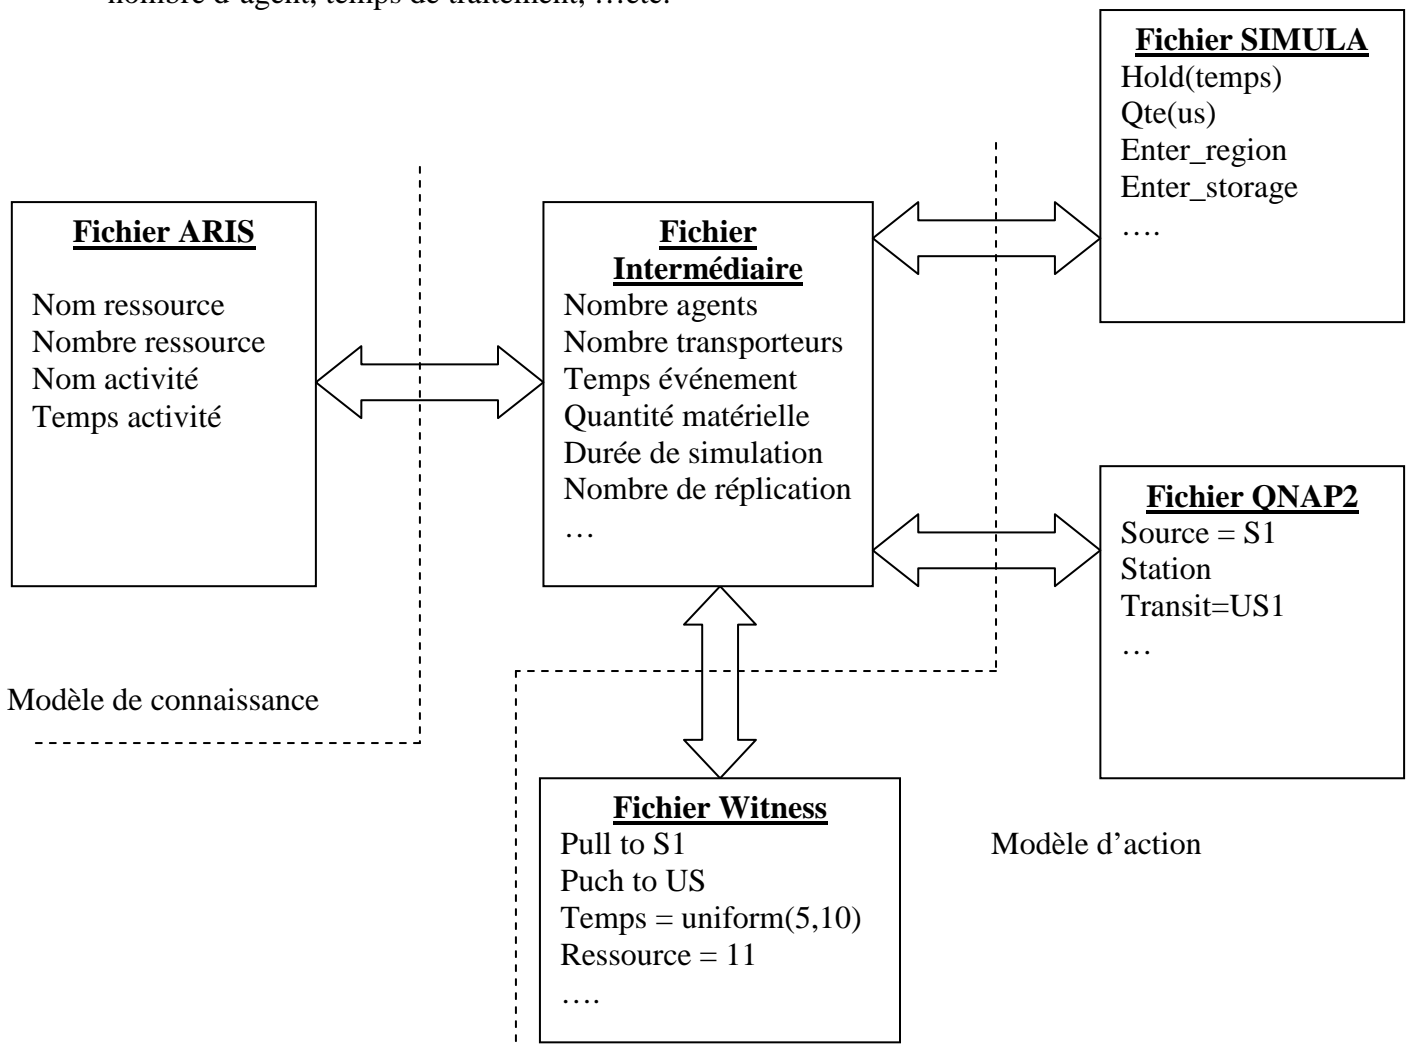 nombre d'agent, temps de traitement, …etc.
Fichier SIMULA
Hold(temps)
Qte(us)
Enter_region
Enter_storage
….
Fichier ARIS
Nom ressource
Nombre ressource
Nom activité
Temps activité
Fichier
Intermédiaire
Nombre agents
Nombre transporteurs
Temps événement
Quantité matérielle
Durée de simulation
Nombre de réplication
…
Fichier QNAP2
Source = S1
Station
Transit=US1
…
Modèle de connaissance
Fichier Witness
Pull to S1
Puch to US
Temps = uniform(5,10)
Ressource = 11
….
Modèle d’action